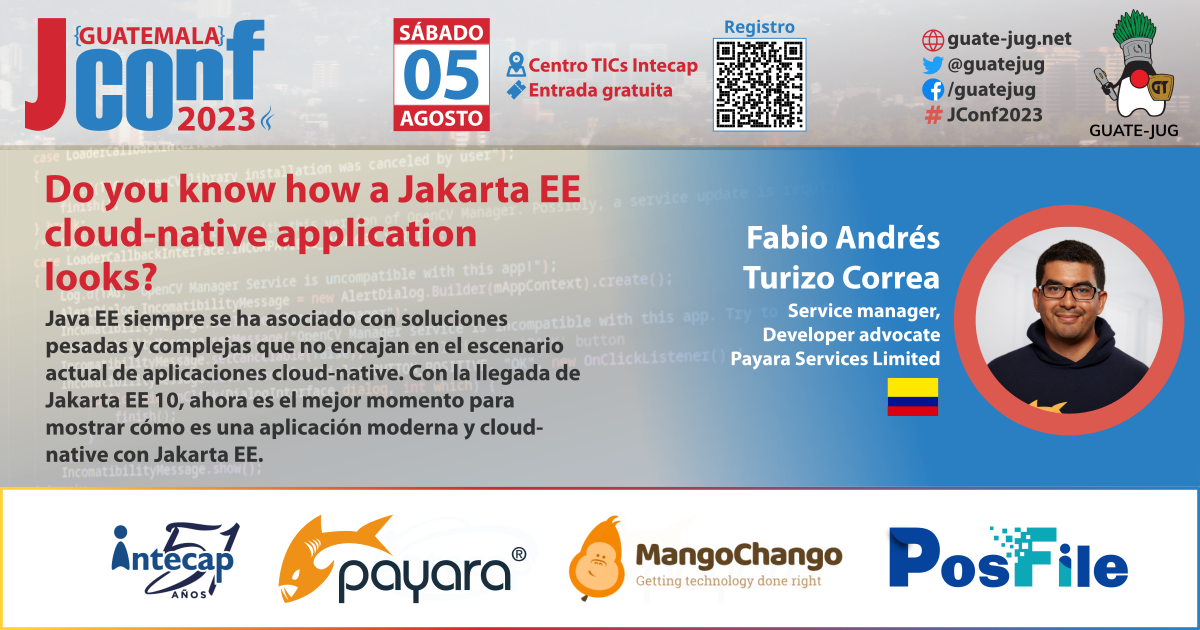 {GUATEMALA}
JConf
2023
SÁBADO
05
AGOSTO
Centro TICs Intecap
Entrada gratuita
Registro
guate-jug.net
@guatejug
/guatejug
# JConf2023
GT
GUATE-JUG
Do you know how a Jakarta EE
cloud-native application
looks?
Java EE siempre se ha asociado con soluciones
pesadas y complejas que no encajan en el escenario
actual de aplicaciones cloud-native. Con la llegada de
Jakarta EE 10, ahora es el mejor momento para
mostrar cómo es una aplicación moderna y cloud-
native con Jakarta EE.
Fabio Andrés
Turizo Correa
Service manager,
Developer advocate
Payara Services Limited
intecap
51
AÑOS
payara®
MangoChango
Getting technology done right
PosFile